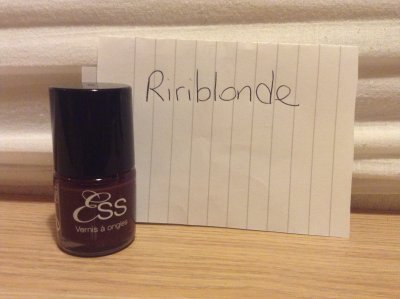 Ririblonde
Ess
Vernis à ongles